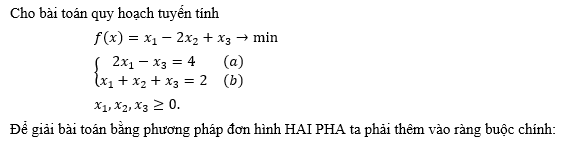 Cho bài toán quy hoạch tuyến tính
f(x) = x₁ − 2x₂ + x₃ → min
{ 2x₁ − x₃ = 4 (a)
x₁ + x₂ + x₃ = 2 (b)
x₁, x₂, x₃ ≥ 0.
Để giải bài toán bằng phương pháp đơn hình HAI PHA ta phải thêm vào ràng buộc chính: